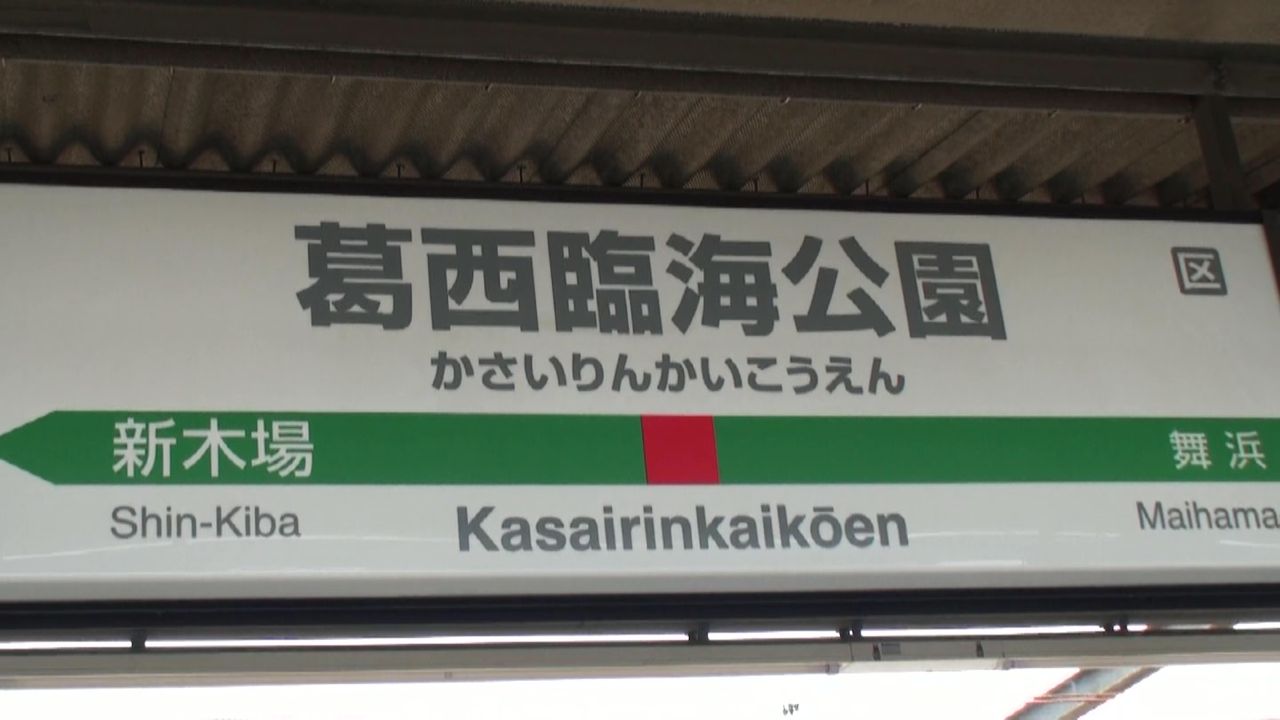 葛西臨海公園
区
かさいりんかいこうえん
新木場
舞浜
Shin-Kiba
Kasairinkaikōen
Maihama